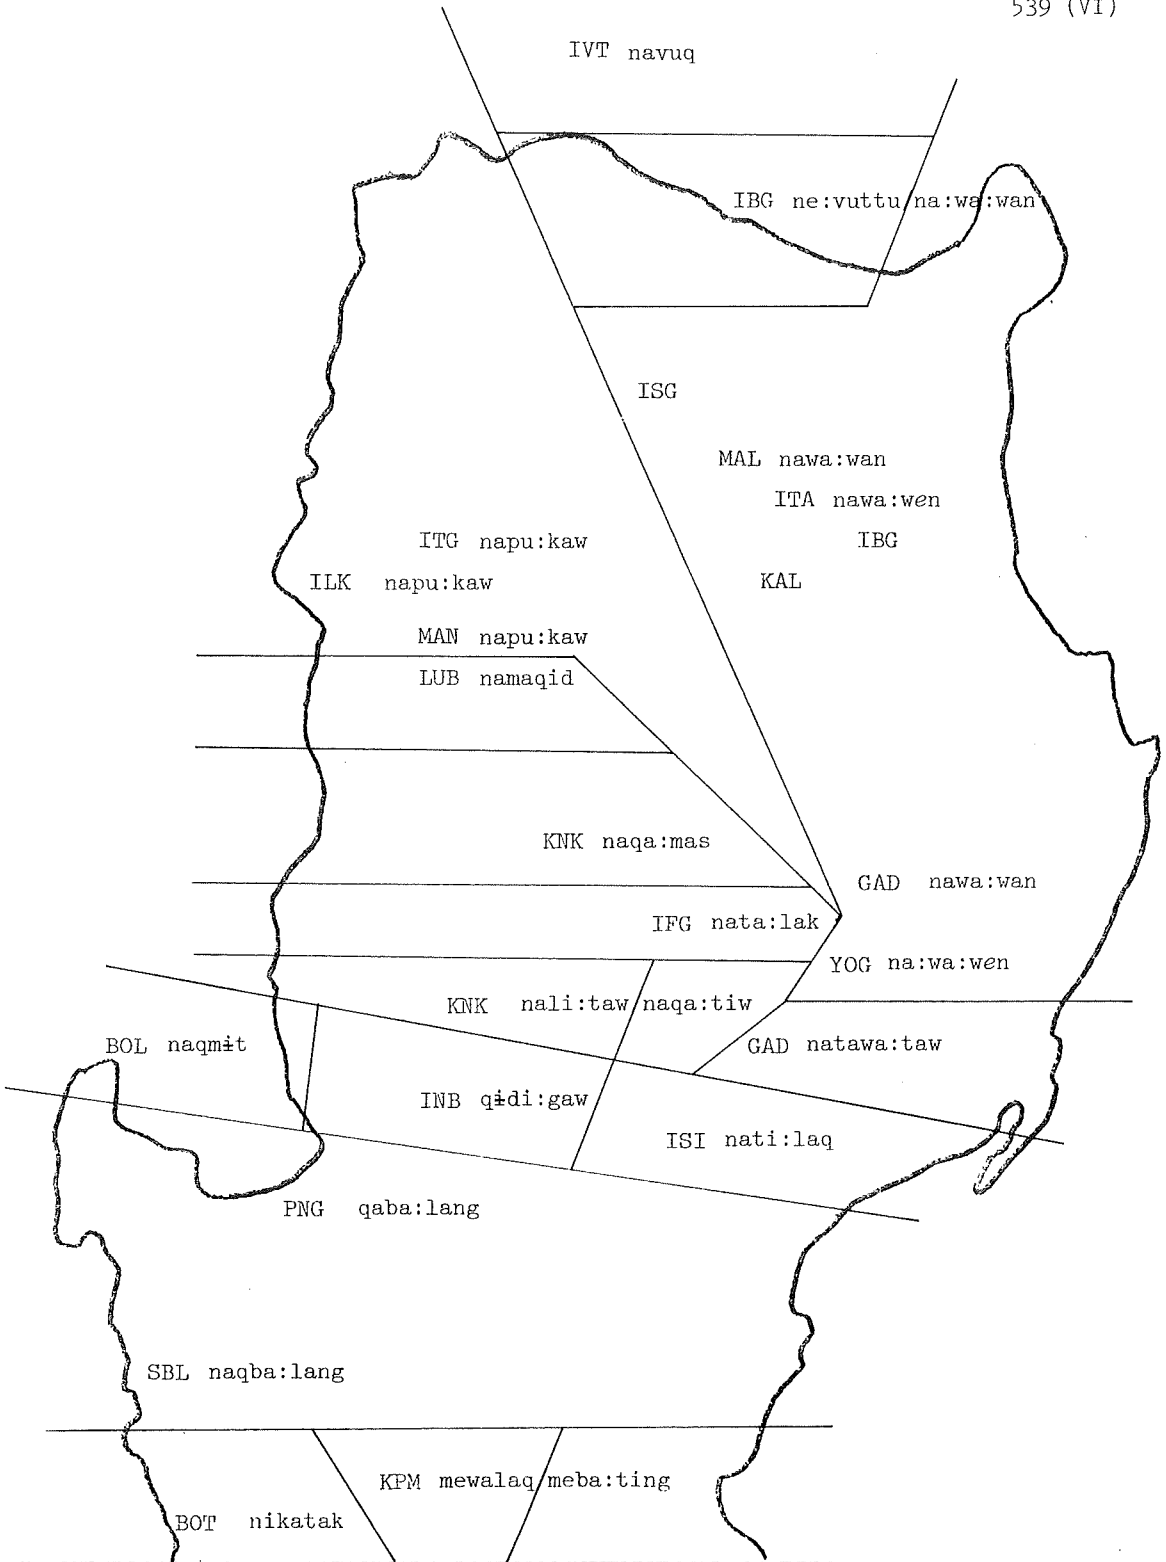 539 (VI)
IVT navuq
IBG ne:vuttu/na:wa:wan
ISG
MAL nawa:wan
ITA nawa:wen
ITG napu:kaw
IBG
ILK napu:kaw
KAL
MAN napu:kaw
LUB namaqid
KNK naqa:mas
GAD nawa:wan
IFG nata:lak
YOG na:wa:wen
KNK nali:taw/naqa:tiw
BOL naqmɨt
GAD natawa:taw
INB qɨdi:gaw
ISI nati:laq
PNG qaba:lang
SBL naqba:lang
KPM mewalaq/meba:ting
BOT nikatak